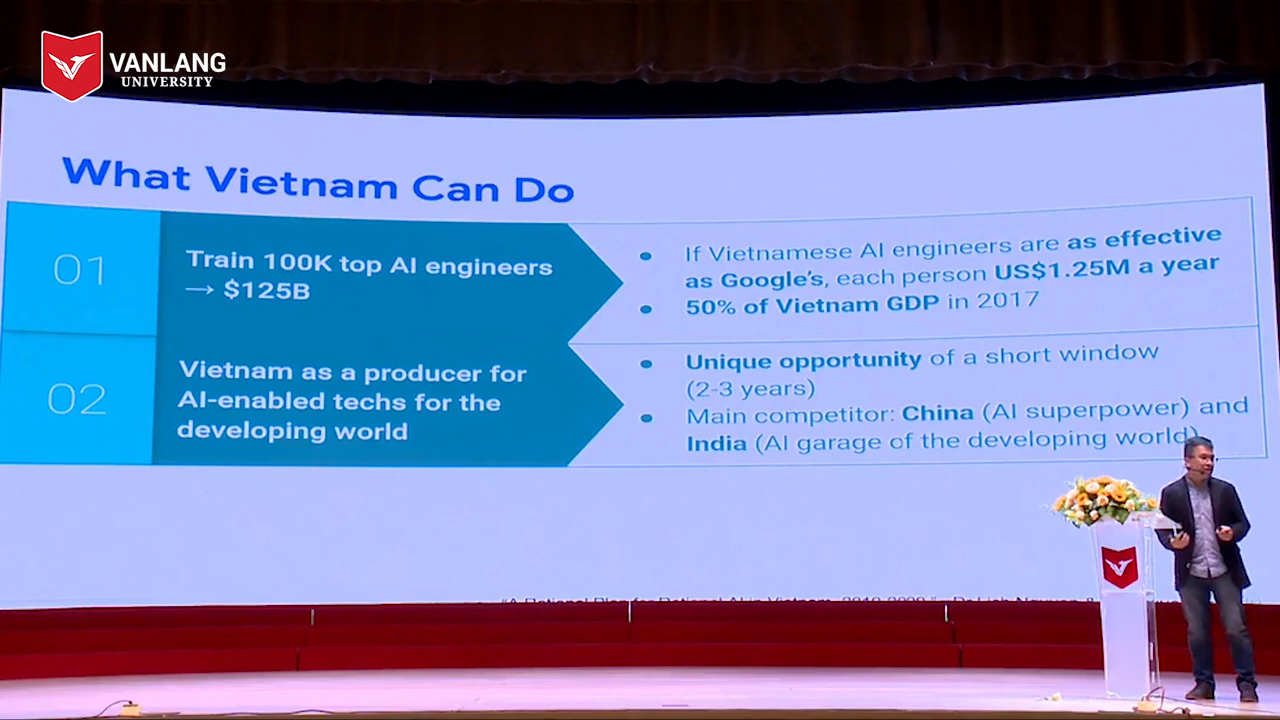 VANLANG
UNIVERSITY
What Vietnam Can Do
01
Train 100K top AI engineers
→ $125B
• If Vietnamese AI engineers are as effective
as Google's, each person US$1.25M a year
• 50% of Vietnam GDP in 2017
02
Vietnam as a producer for
AI-enabled techs for the
developing world
• Unique opportunity of a short window
(2-3 years)
• Main competitor: China (AI superpower) and
India (AI garage of the developing world)